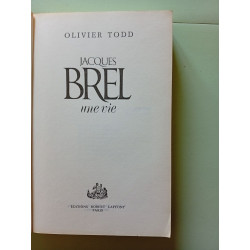 OLIVIER TODD
JACQUES
BREL
une vie
ÉDITIONS ROBERT LAFFONT
PARIS